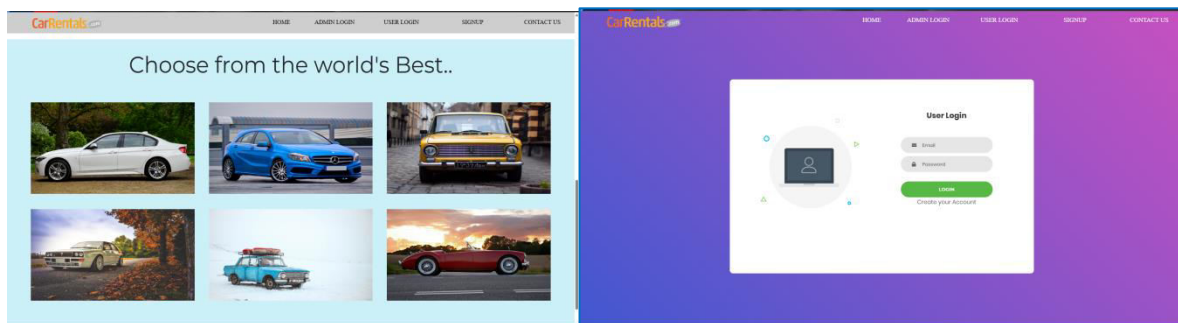 CarRentals
HOME ADMIN LOGIN USER LOGIN SIGNUP CONTACT US
Choose from the world's Best..
CarRentals
HOME ADMIN LOGIN USER LOGIN SIGNUP CONTACT US
User Login
Email
Password
LOGIN
Create your Account